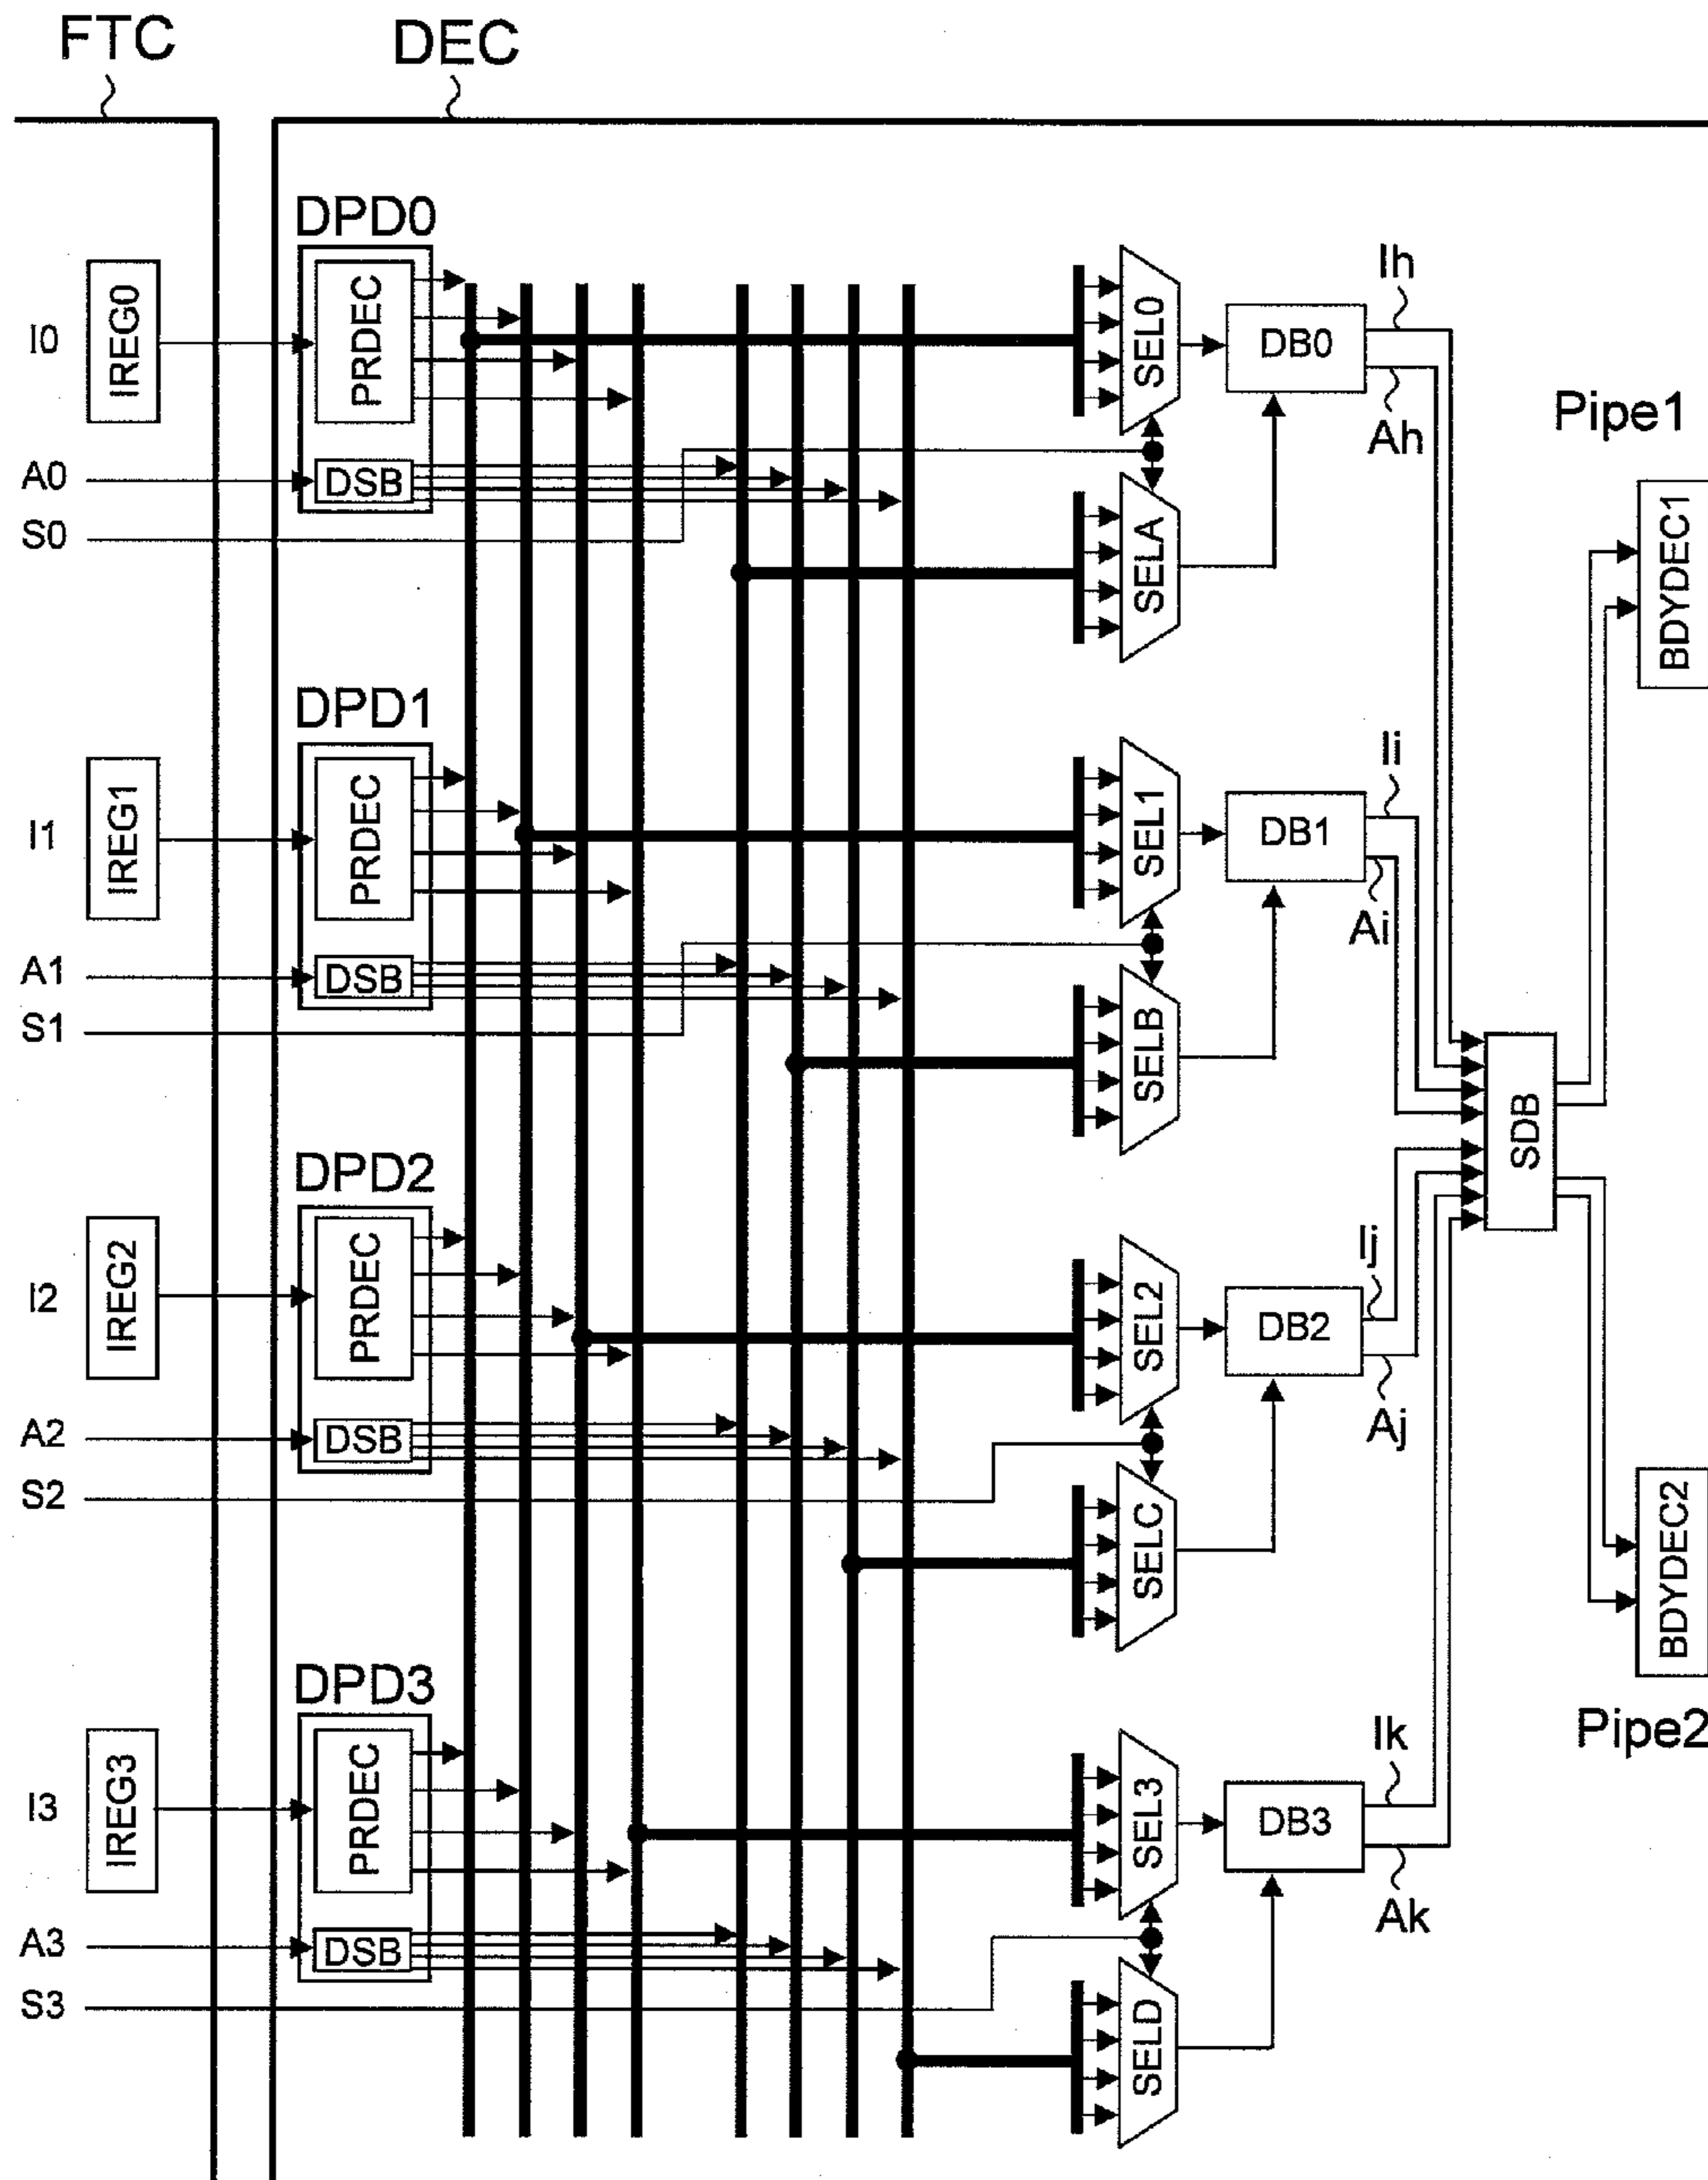 FTC
DEC
DPD0
IREG0
PRDEC
I0
A0
DSB
S0
SEL0
SELA
DB0
Ih
Ah
Pipe1
BDYDEC1
DPD1
IREG1
PRDEC
I1
A1
DSB
S1
SEL1
SELB
DB1
Ii
Ai
SDB
DPD2
IREG2
PRDEC
I2
A2
DSB
S2
SEL2
SELC
DB2
Ij
Aj
BDYDEC2
Pipe2
DPD3
IREG3
PRDEC
I3
A3
DSB
S3
SEL3
SELD
DB3
Ik
Ak